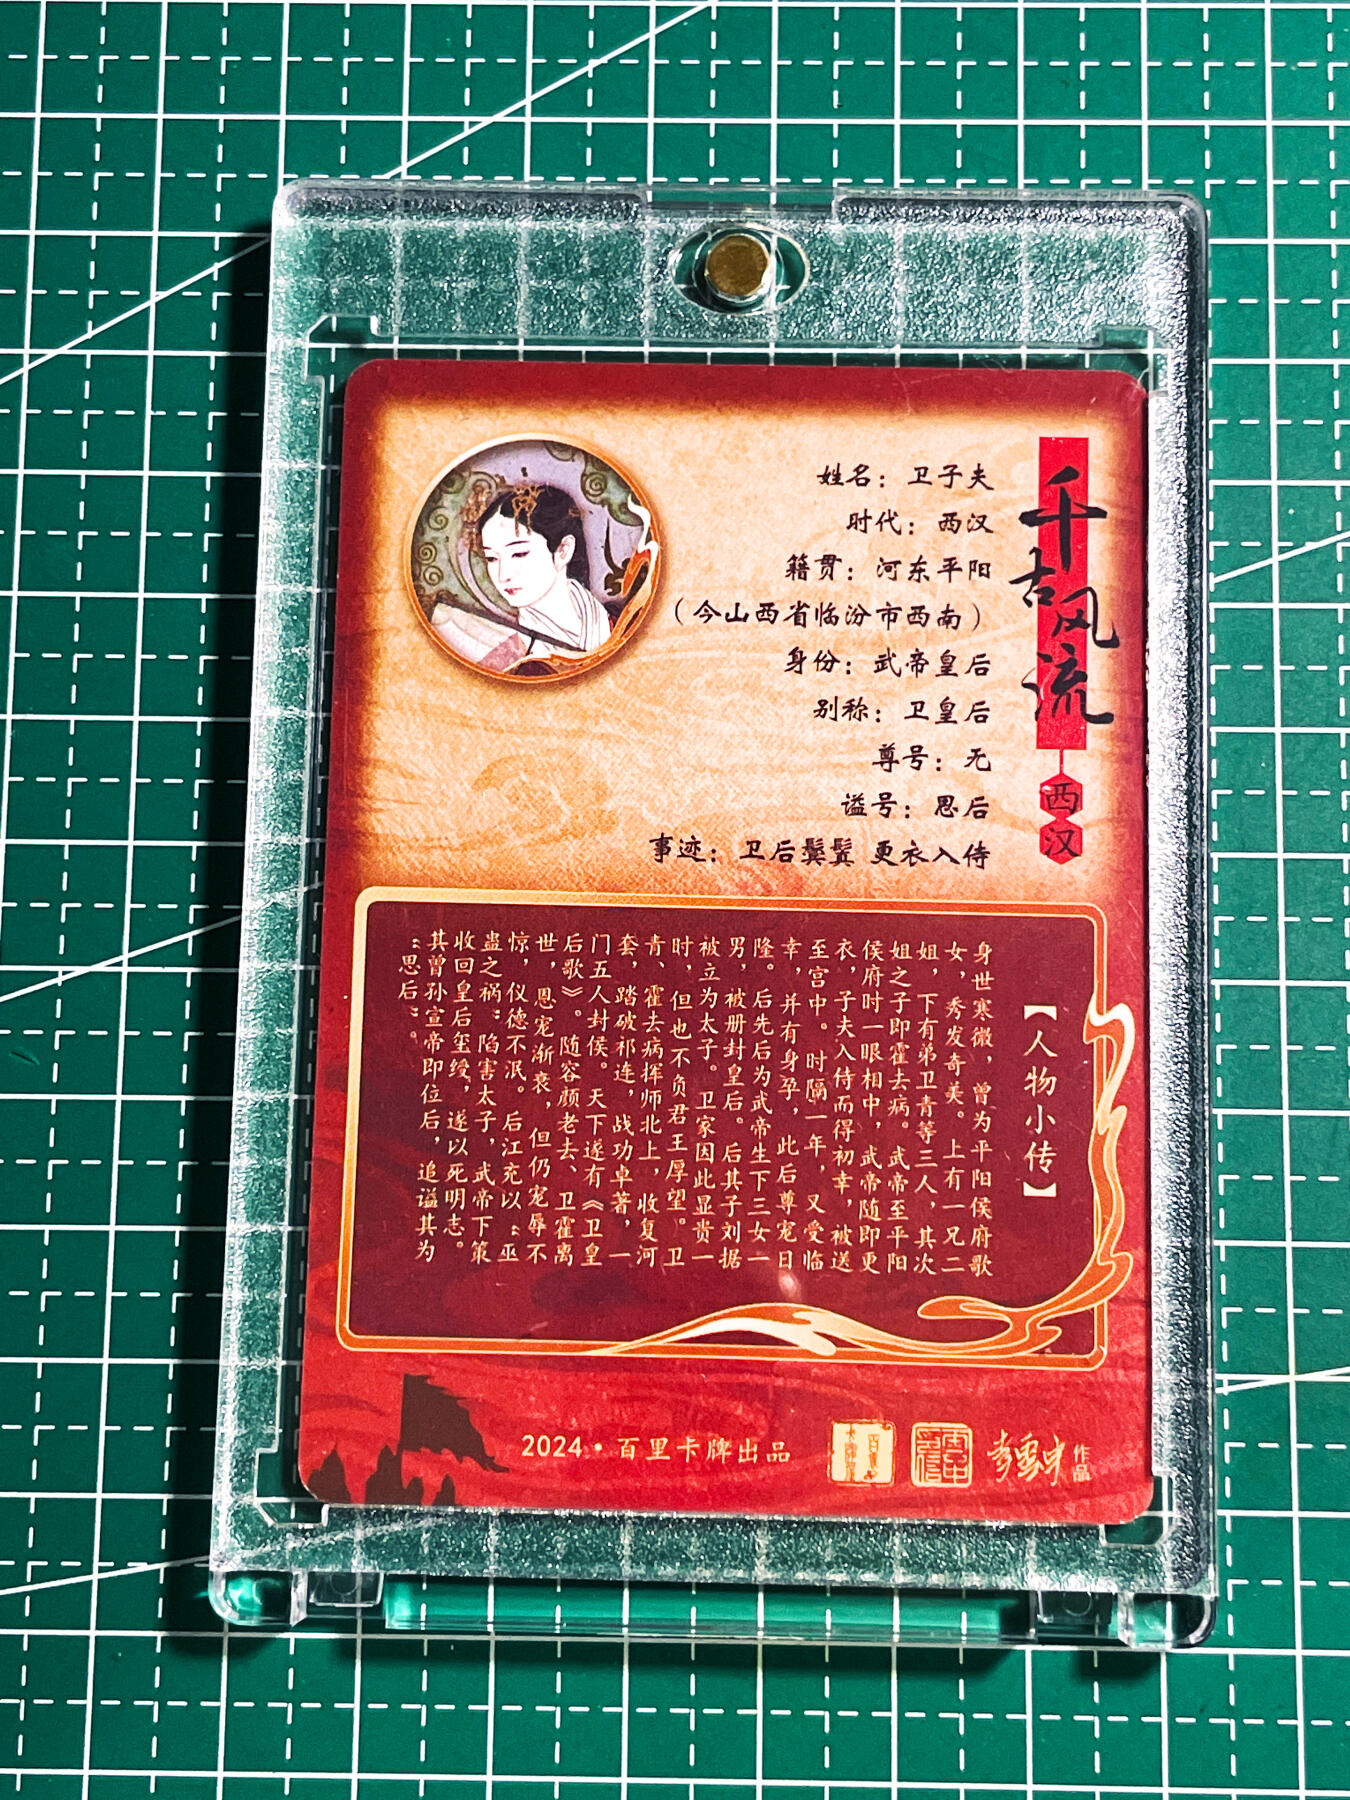 千古风流
西汉
姓名：卫子夫
时代：西汉
籍贯：河东平阳
（今山西省临汾市西南）
身份：武帝皇后
别称：卫皇后
尊号：无
谥号：思后
事迹：卫后鬓鬒 更衣入侍
【人物小传】
身世寒微，曾为平阳侯府歌
女，秀发奇美。上有一兄二
姐，下有弟卫青等三人，其次
姐之子即霍去病。武帝至平阳
侯府时一眼相中，武帝随即更
衣，子夫入侍而得初幸，被送
至宫中。时隔一年，又受临
幸，并有身孕，此后尊宠日
隆。后先后为武帝生下三女一
男，被册封皇后。后其子刘据
被立为太子。卫家因此显贵一
时，但也不负君王厚望。卫
青、霍去病挥师北上，收复河
套，踏破祁连，战功卓著，一
门五人封侯。天下遂有《卫皇
后歌》。随容颜老去、卫霍离
世，恩宠渐衰，但仍宠辱不
惊，仪德不泯。后江充以“巫
蛊之祸”陷害太子，武帝下策
收回皇后玺绶，遂以死明志。
其曾孙宣帝即位后，追谥其为
“思后”。
2024·百里卡牌出品
李云中作品